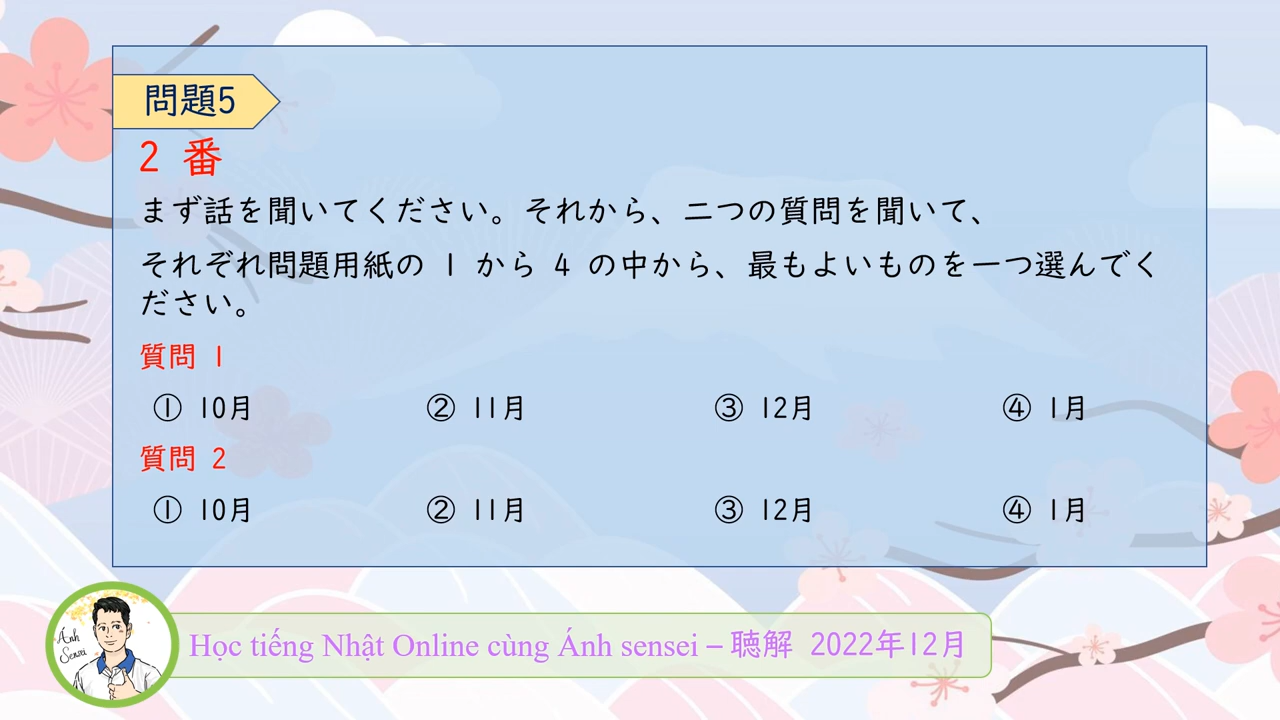 問題5
2 番
まず話を聞いてください。それから、二つの質問を聞いて、
それぞれ問題用紙の 1 から 4 の中から、最もよいものを一つ選んでく
ださい。
質問 1
① 10月 ② 11月 ③ 12月 ④ 1月
質問 2
① 10月 ② 11月 ③ 12月 ④ 1月
Ánh
Sensei
Học tiếng Nhật Online cùng Ánh sensei – 聴解 2022年12月